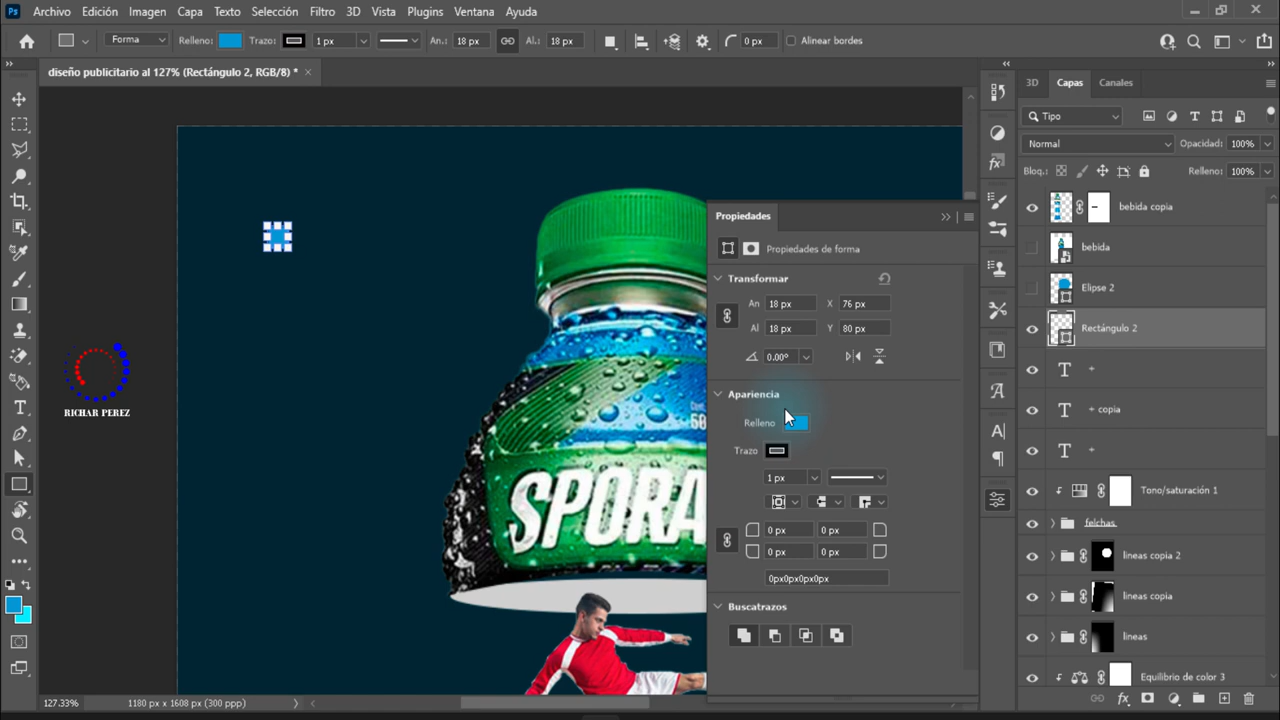 Ps Archivo Edición Imagen Capa Texto Selección Filtro 3D Vista Plugins Ventana Ayuda
Forma Relleno: Trazo: 1 px An.: 18 px Al.: 18 px 0 px Alinear bordes
diseño publicitario al 127% (Rectángulo 2, RGB/8) * ×
3D Capas Canales
Tipo
Normal Opacidad: 100%
Bloq.: Relleno: 100%
bebida copia
bebida
Elipse 2
Rectángulo 2
+
+ copia
+
Tono/saturación 1
felchas
lineas copia 2
lineas copia
lineas
Equilibrio de color 3
Propiedades
Propiedades de forma
Transformar
An 18 px X 76 px
Al 18 px Y 80 px
0.00°
Apariencia
Relleno
Trazo
1 px
0 px 0 px
0 px 0 px
0px0px0px0px
Buscatrazos
RICHAR PEREZ
SPORA
127.33% 1180 px x 1608 px (300 ppp)